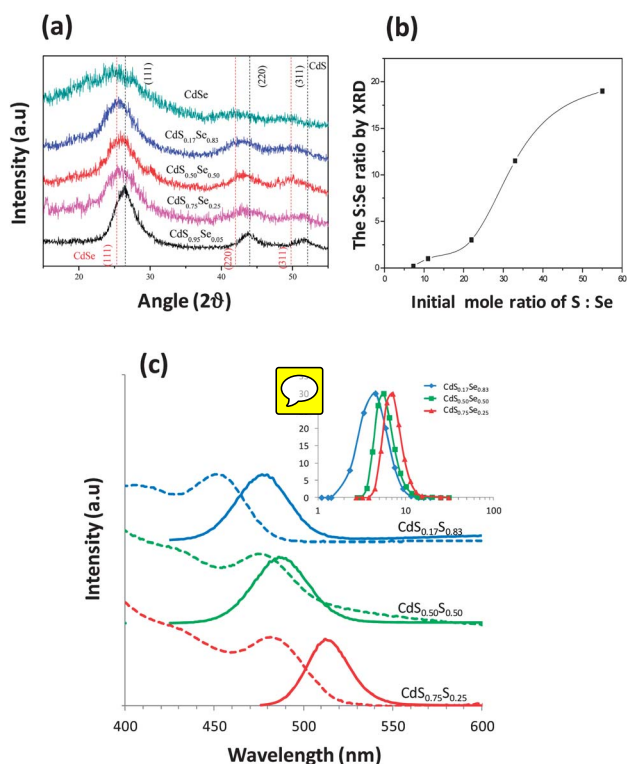 (a)
(b)
Intensity (a.u)
(111)
(220)
(311)
CdS
CdSe
CdS0.17Se0.83
CdS0.50Se0.50
CdS0.75Se0.25
CdS0.95Se0.05
CdSe
(111)
(220)
(311)
20 30 40 50
Angle (2ϑ)
The S:Se ratio by XRD
20
15
10
5
0
0 10 20 30 40 50 60
Initial mole ratio of S : Se
(c)
30
20
15
10
5
0
1 10 100
CdS0.17Se0.83
CdS0.50Se0.50
CdS0.75Se0.25
Intensity (a.u)
CdS0.17S0.83
CdS0.50S0.50
CdS0.75S0.25
400 450 500 550 600
Wavelength (nm)